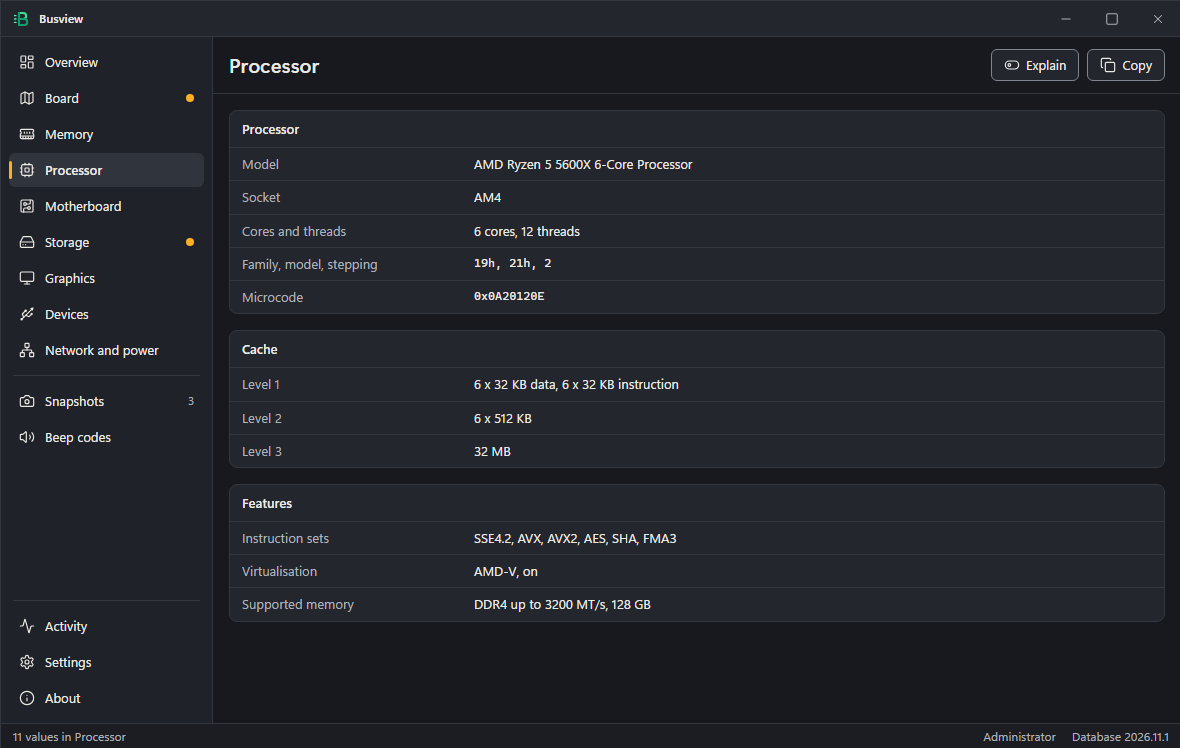 Busview
Overview
Board
Memory
Processor
Motherboard
Storage
Graphics
Devices
Network and power
Snapshots 3
Beep codes
Activity
Settings
About
Processor
Explain
Copy
Processor
Model AMD Ryzen 5 5600X 6-Core Processor
Socket AM4
Cores and threads 6 cores, 12 threads
Family, model, stepping 19h, 21h, 2
Microcode 0x0A20120E
Cache
Level 1 6 x 32 KB data, 6 x 32 KB instruction
Level 2 6 x 512 KB
Level 3 32 MB
Features
Instruction sets SSE4.2, AVX, AVX2, AES, SHA, FMA3
Virtualisation AMD-V, on
Supported memory DDR4 up to 3200 MT/s, 128 GB
11 values in Processor
Administrator
Database 2026.11.1